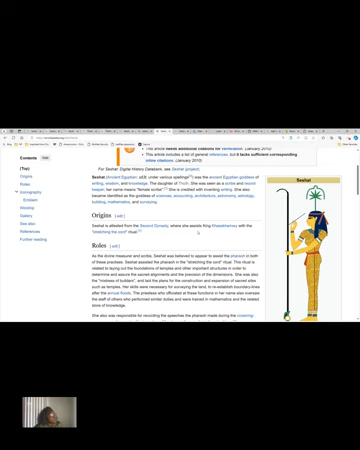 This article needs additional citations for verification. (January 2010)
This article includes a list of general references, but it lacks sufficient corresponding
inline citations. (January 2010)
For Seshat: Digital History Databank, see Seshat (project).
Contents
hide
(Top)
Origins
Roles
Iconography
Emblem
Worship
Gallery
See also
References
Further reading
Seshat (Ancient Egyptian: under various spellings) was the ancient Egyptian goddess of
writing, wisdom, and knowledge. The daughter of Thoth. She was seen as a scribe and record
keeper; her name means "female scribe". She is credited with inventing writing. She also
became identified as the goddess of sciences, accounting, architecture, astronomy, astrology,
building, mathematics, and surveying.
Origins [edit]
Seshat is attested from the Second Dynasty, where she assists King Khasekhemwy with the
"stretching the cord" ritual.
Roles [edit]
As the divine measurer and scribe, Seshat was believed to appear to assist the pharaoh in both
of these practices. Seshat assisted the pharaoh in the "stretching the cord" ritual. This ritual is
related to laying out the foundations of temples and other important structures in order to
determine and assure the sacred alignments and the precision of the dimensions. She was also
the "mistress of builders", and laid the plans for the construction and expansion of sacred sites
such as temples. Her skills were necessary for surveying the land, to re-establish boundary-lines
after the annual floods. The priestess who officiated at these functions in her name also oversaw
the staff of others who performed similar duties and were trained in mathematics and the related
store of knowledge.
She also was responsible for recording the speeches the pharaoh made during the crowning
Seshat